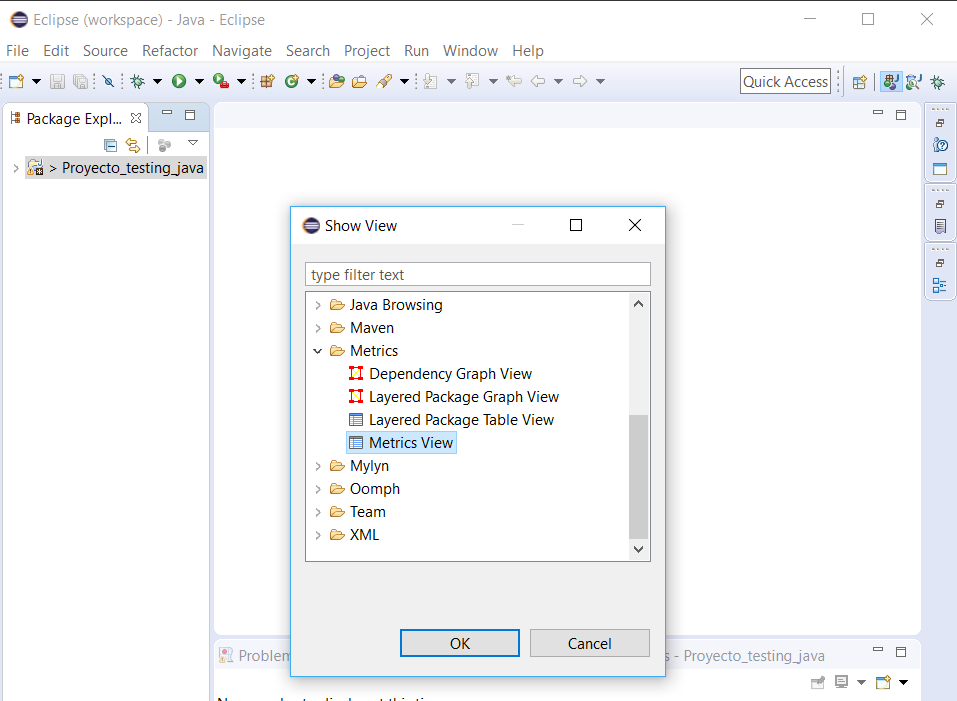 Eclipse (workspace) - Java - Eclipse
File Edit Source Refactor Navigate Search Project Run Window Help
Quick Access
Package Expl...
> Proyecto_testing_java
Show View
type filter text
Java Browsing
Maven
Metrics
Dependency Graph View
Layered Package Graph View
Layered Package Table View
Metrics View
Mylyn
Oomph
Team
XML
OK Cancel
Problem
s - Proyecto_testing_java